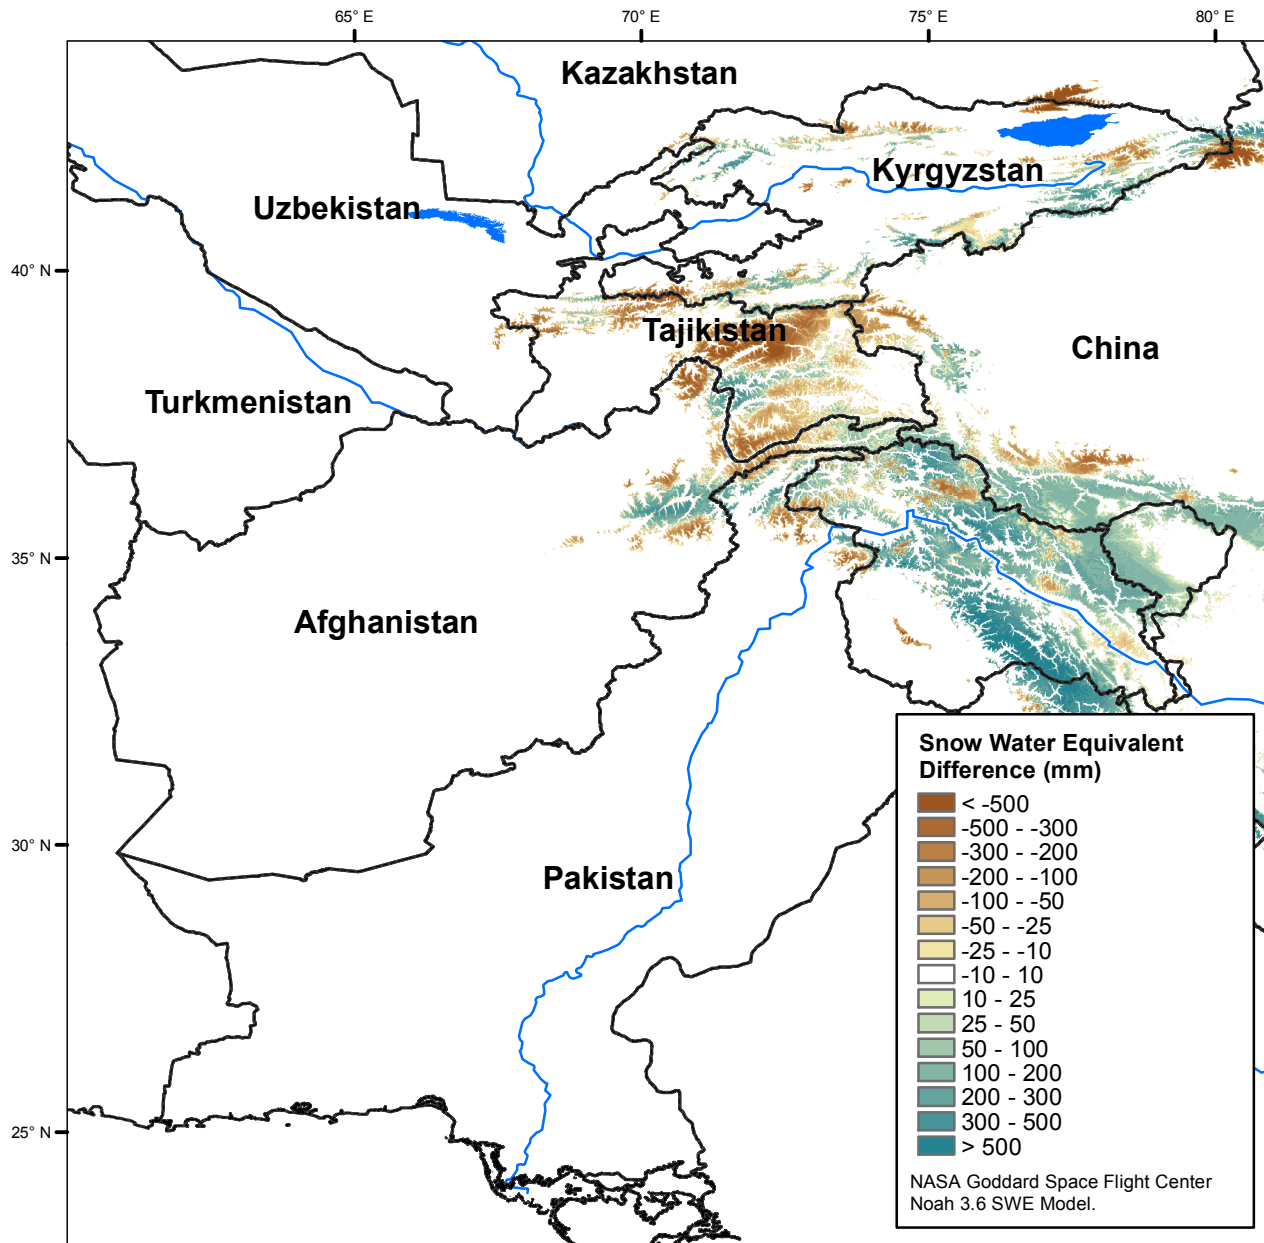 65° E
70° E
75° E
80° E
Kazakhstan
Kyrgyzstan
Uzbekistan
40° N
Tajikistan
China
Turkmenistan
35° N
Afghanistan
Snow Water Equivalent
Difference (mm)
< -500
-500 - -300
-300 - -200
-200 - -100
-100 - -50
-50 - -25
-25 - -10
-10 - 10
10 - 25
25 - 50
50 - 100
100 - 200
200 - 300
300 - 500
> 500
NASA Goddard Space Flight Center
Noah 3.6 SWE Model.
30° N
Pakistan
25° N